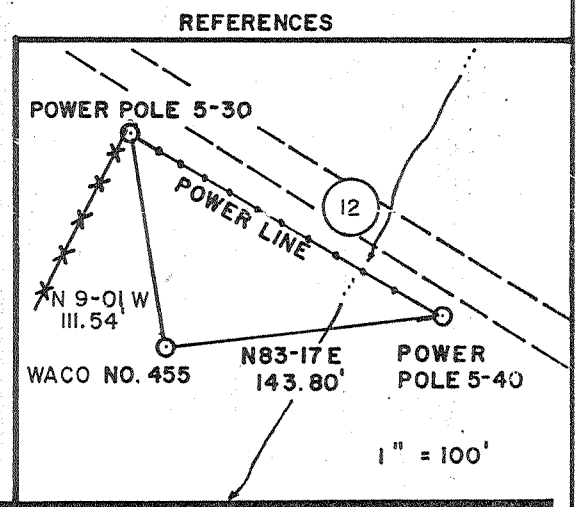 REFERENCES
POWER POLE 5-30
POWER LINE
12
N 9-01 W
111.54'
WACO NO. 455
N83-17E
143.80'
POWER
POLE 5-40
1" = 100'